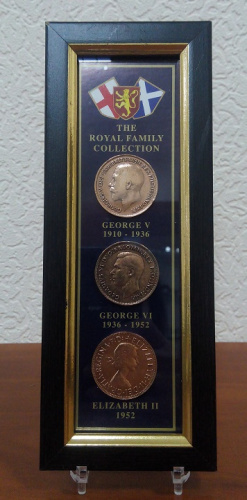 THE
ROYAL FAMILY
COLLECTION
GEORGE V
1910 - 1936
GEORGE VI
1936 - 1952
ELIZABETH II
1952